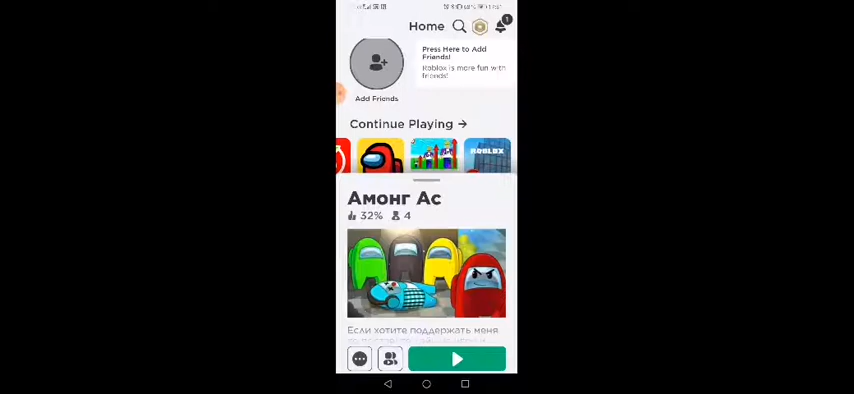 Home
1
Press Here to Add
Friends!
Roblox is more fun with
friends!
Add Friends
Continue Playing →
ROBLOX
Амонг Ас
32% 4
Если хотите поддержать меня